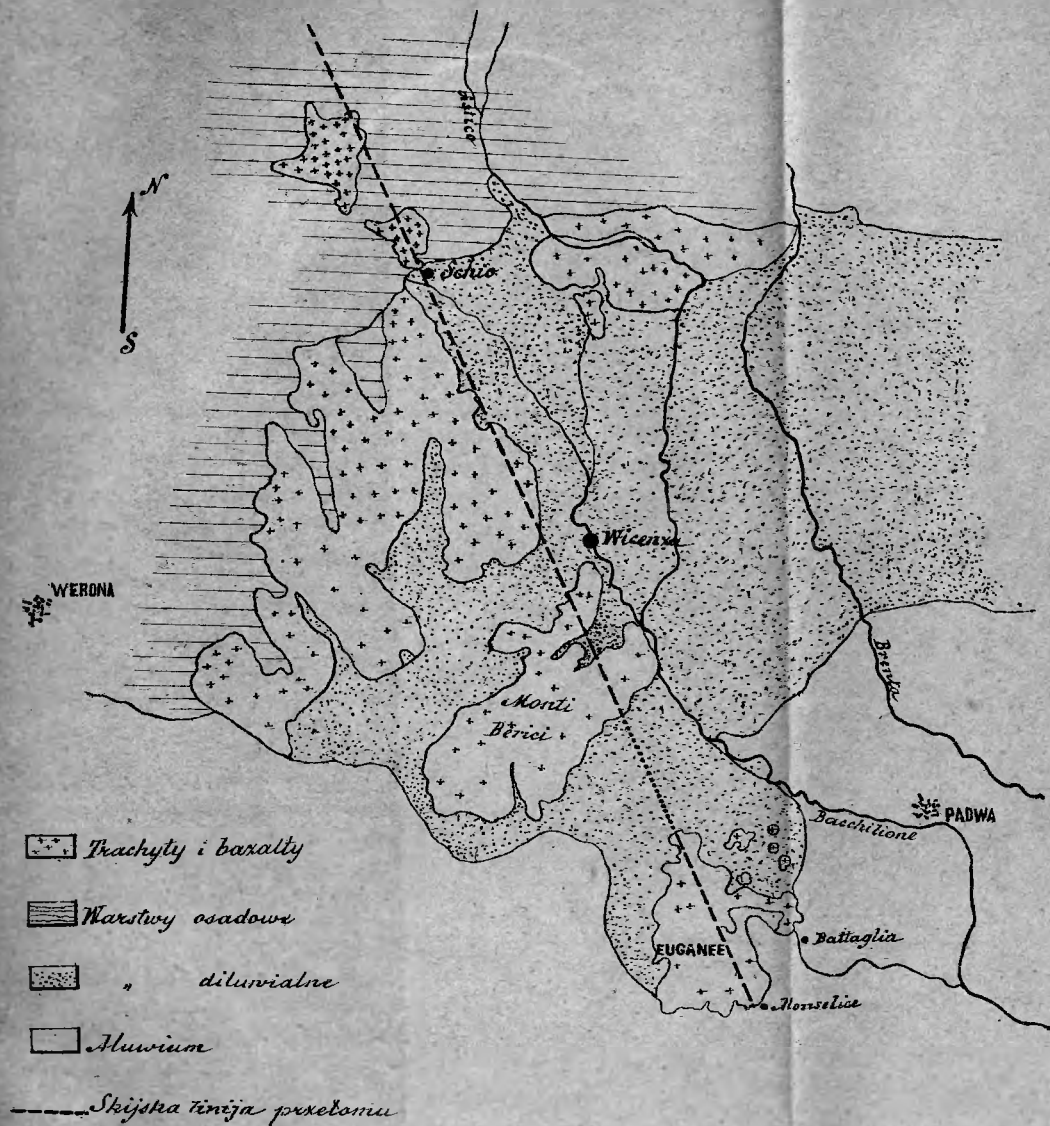 Astico
N
S
Schio
Wicenza
WERONA
Monti
Berici
Brenta
PADWA
Bacchilione
EUGANEE
Battaglia
Monselice
Trachyty i bazalty
Warstwy osadowe
„ diluwialne
Aluwium
Skijska linija przełomu